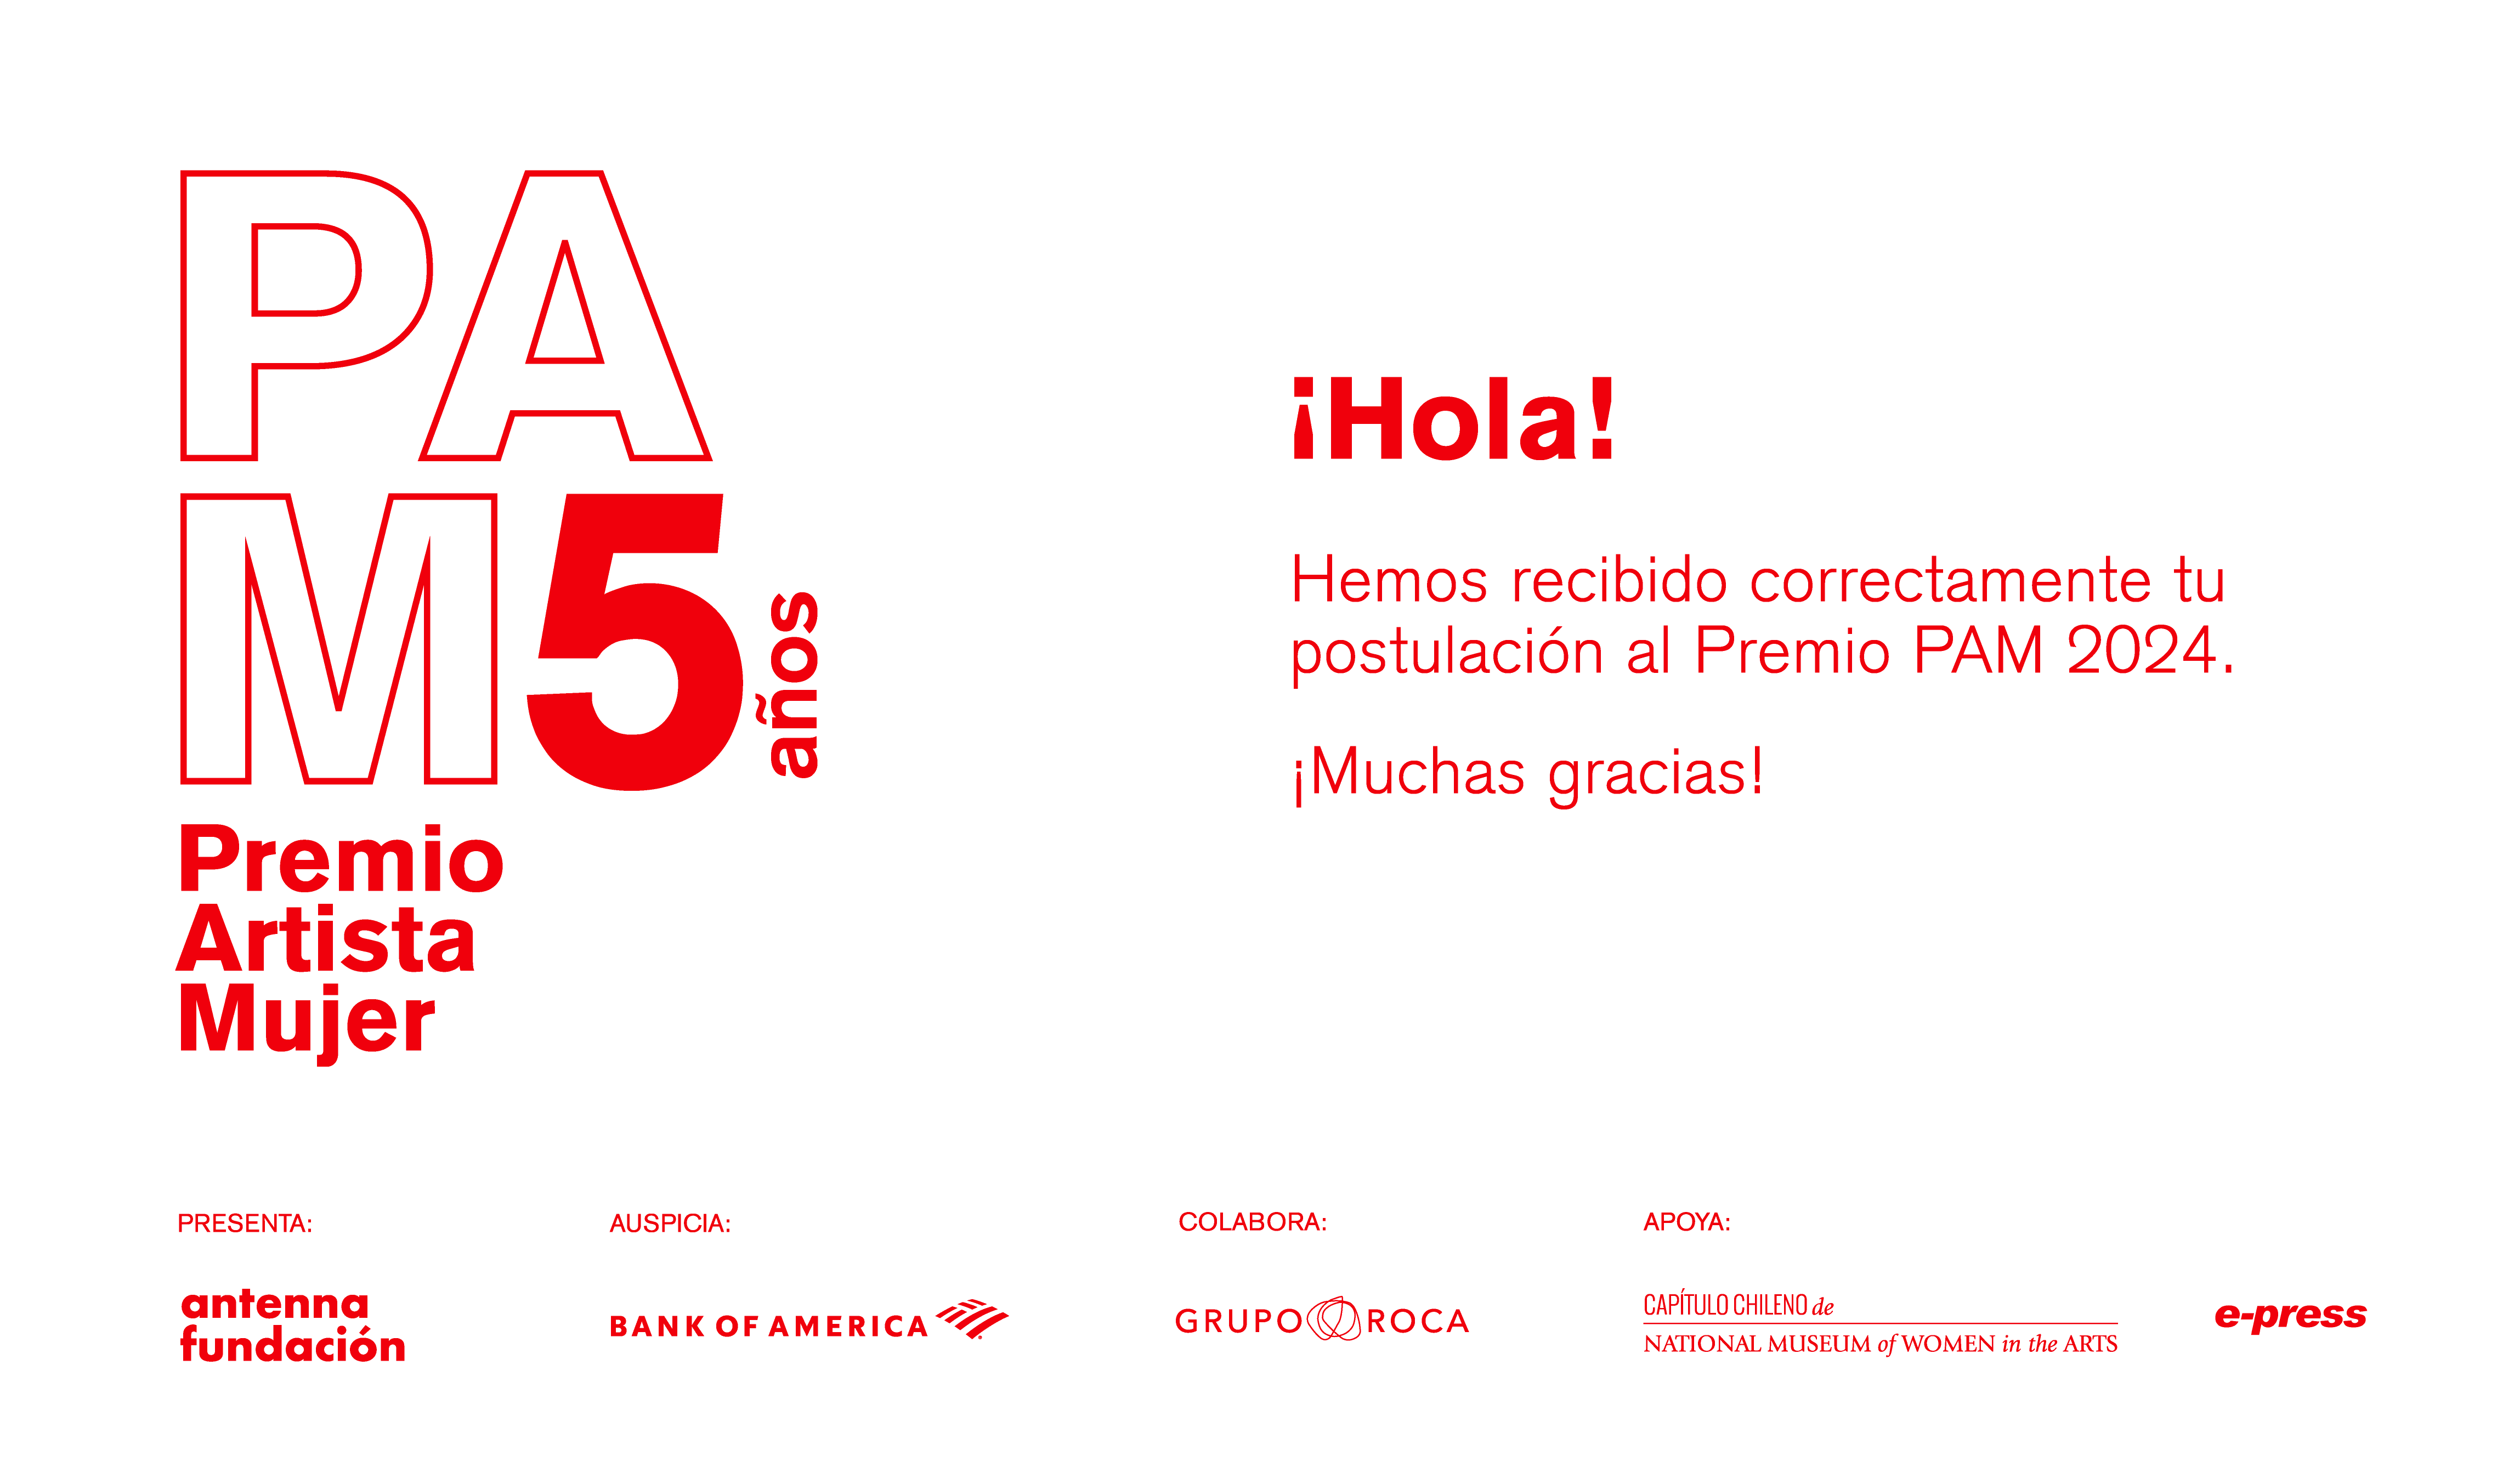 PA
M5
años
Premio
Artista
Mujer
¡Hola!
Hemos recibido correctamente tu
postulación al Premio PAM 2024.
¡Muchas gracias!
PRESENTA:
antenna
fundación
AUSPICIA:
BANK OF AMERICA
COLABORA:
GRUPO ROCA
APOYA:
CAPÍTULO CHILENO de
NATIONAL MUSEUM of WOMEN in the ARTS
e-press